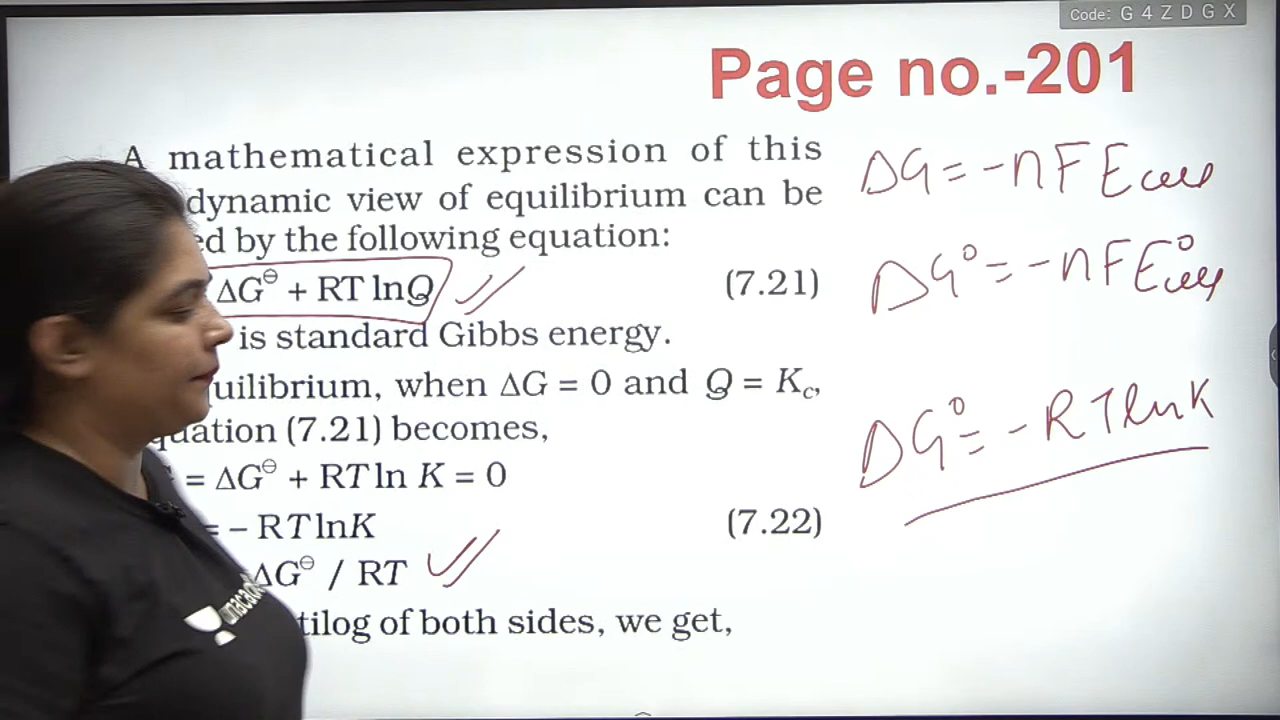 Code: G 4 Z D G X
Page no.-201
A mathematical expression of this
dynamic view of equilibrium can be
ed by the following equation:
ΔG⊖ + RT lnQ (7.21)
is standard Gibbs energy.
uilibrium, when ΔG = 0 and Q = Kc,
quation (7.21) becomes,
= ΔG⊖ + RT ln K = 0
= – RTlnK (7.22)
ΔG⊖ / RT
tilog of both sides, we get,
ΔG = -nFEcell
ΔG° = -nFE°cell
ΔG° = -RTlnK
unacade